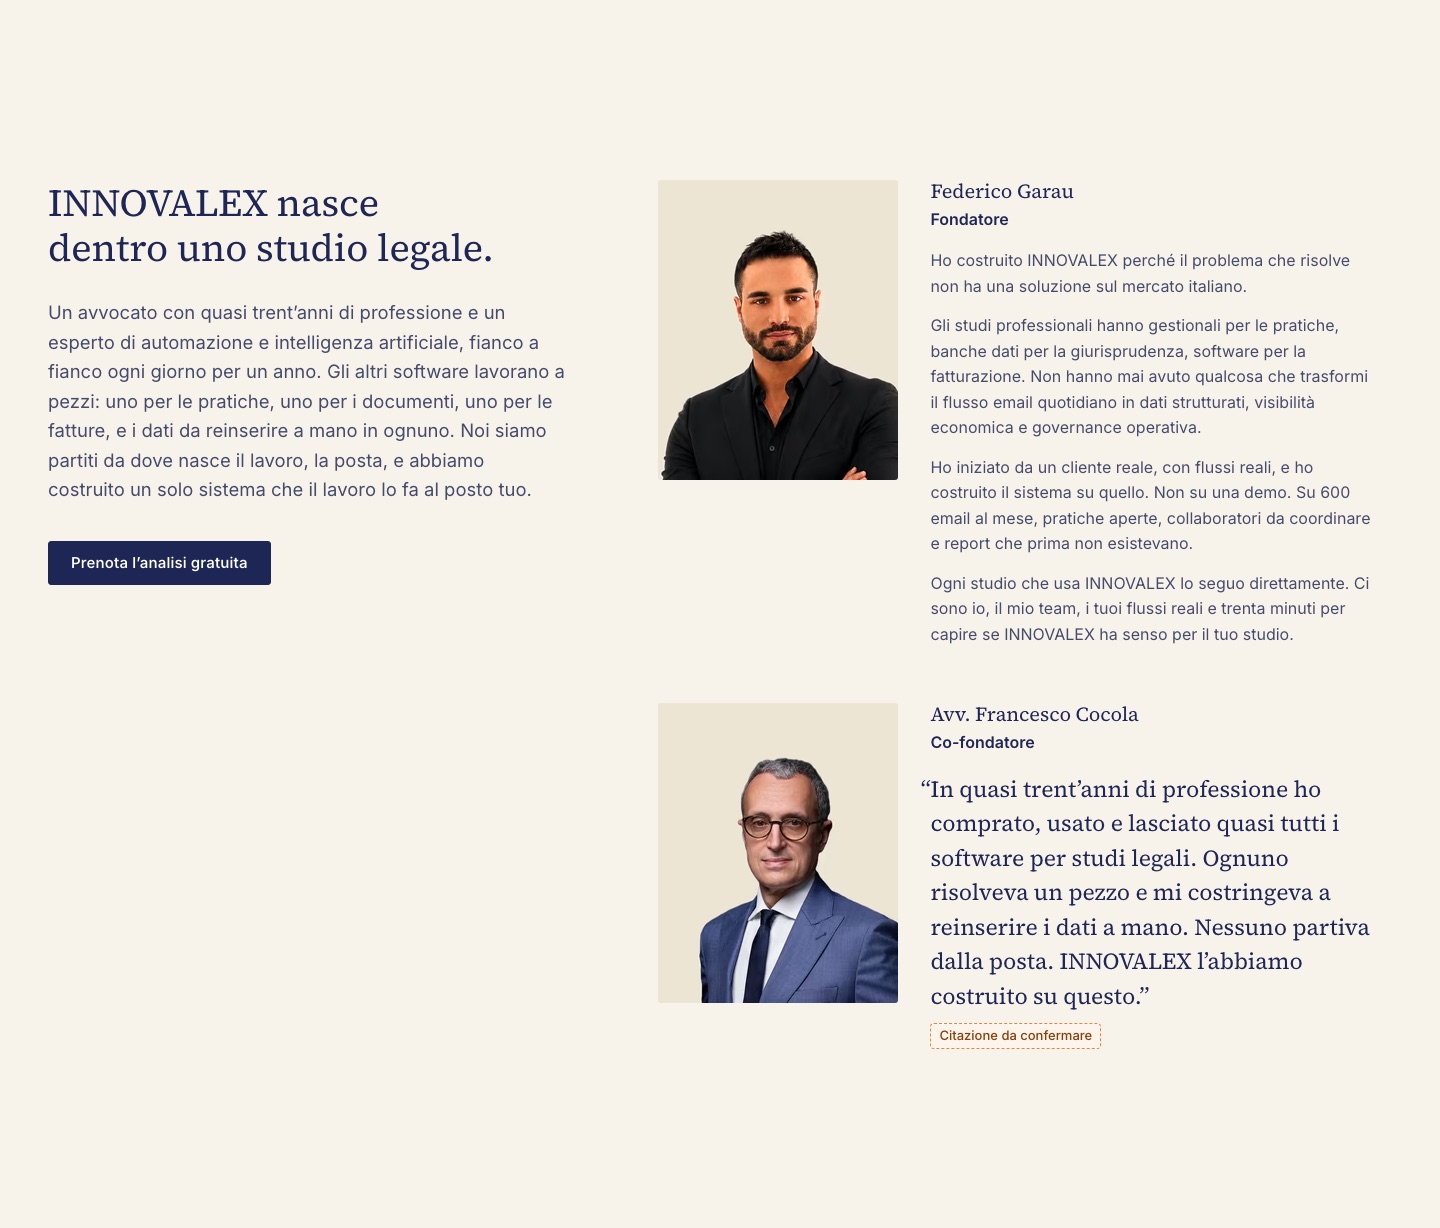 INNOVALEX nasce
dentro uno studio legale.
Un avvocato con quasi trent’anni di professione e un
esperto di automazione e intelligenza artificiale, fianco a
fianco ogni giorno per un anno. Gli altri software lavorano a
pezzi: uno per le pratiche, uno per i documenti, uno per le
fatture, e i dati da reinserire a mano in ognuno. Noi siamo
partiti da dove nasce il lavoro, la posta, e abbiamo
costruito un solo sistema che il lavoro lo fa al posto tuo.
Prenota l’analisi gratuita
Federico Garau
Fondatore
Ho costruito INNOVALEX perché il problema che risolve
non ha una soluzione sul mercato italiano.
Gli studi professionali hanno gestionali per le pratiche,
banche dati per la giurisprudenza, software per la
fatturazione. Non hanno mai avuto qualcosa che trasformi
il flusso email quotidiano in dati strutturati, visibilità
economica e governance operativa.
Ho iniziato da un cliente reale, con flussi reali, e ho
costruito il sistema su quello. Non su una demo. Su 600
email al mese, pratiche aperte, collaboratori da coordinare
e report che prima non esistevano.
Ogni studio che usa INNOVALEX lo seguo direttamente. Ci
sono io, il mio team, i tuoi flussi reali e trenta minuti per
capire se INNOVALEX ha senso per il tuo studio.
Avv. Francesco Cocola
Co-fondatore
“In quasi trent’anni di professione ho
comprato, usato e lasciato quasi tutti i
software per studi legali. Ognuno
risolveva un pezzo e mi costringeva a
reinserire i dati a mano. Nessuno partiva
dalla posta. INNOVALEX l’abbiamo
costruito su questo.”
Citazione da confermare